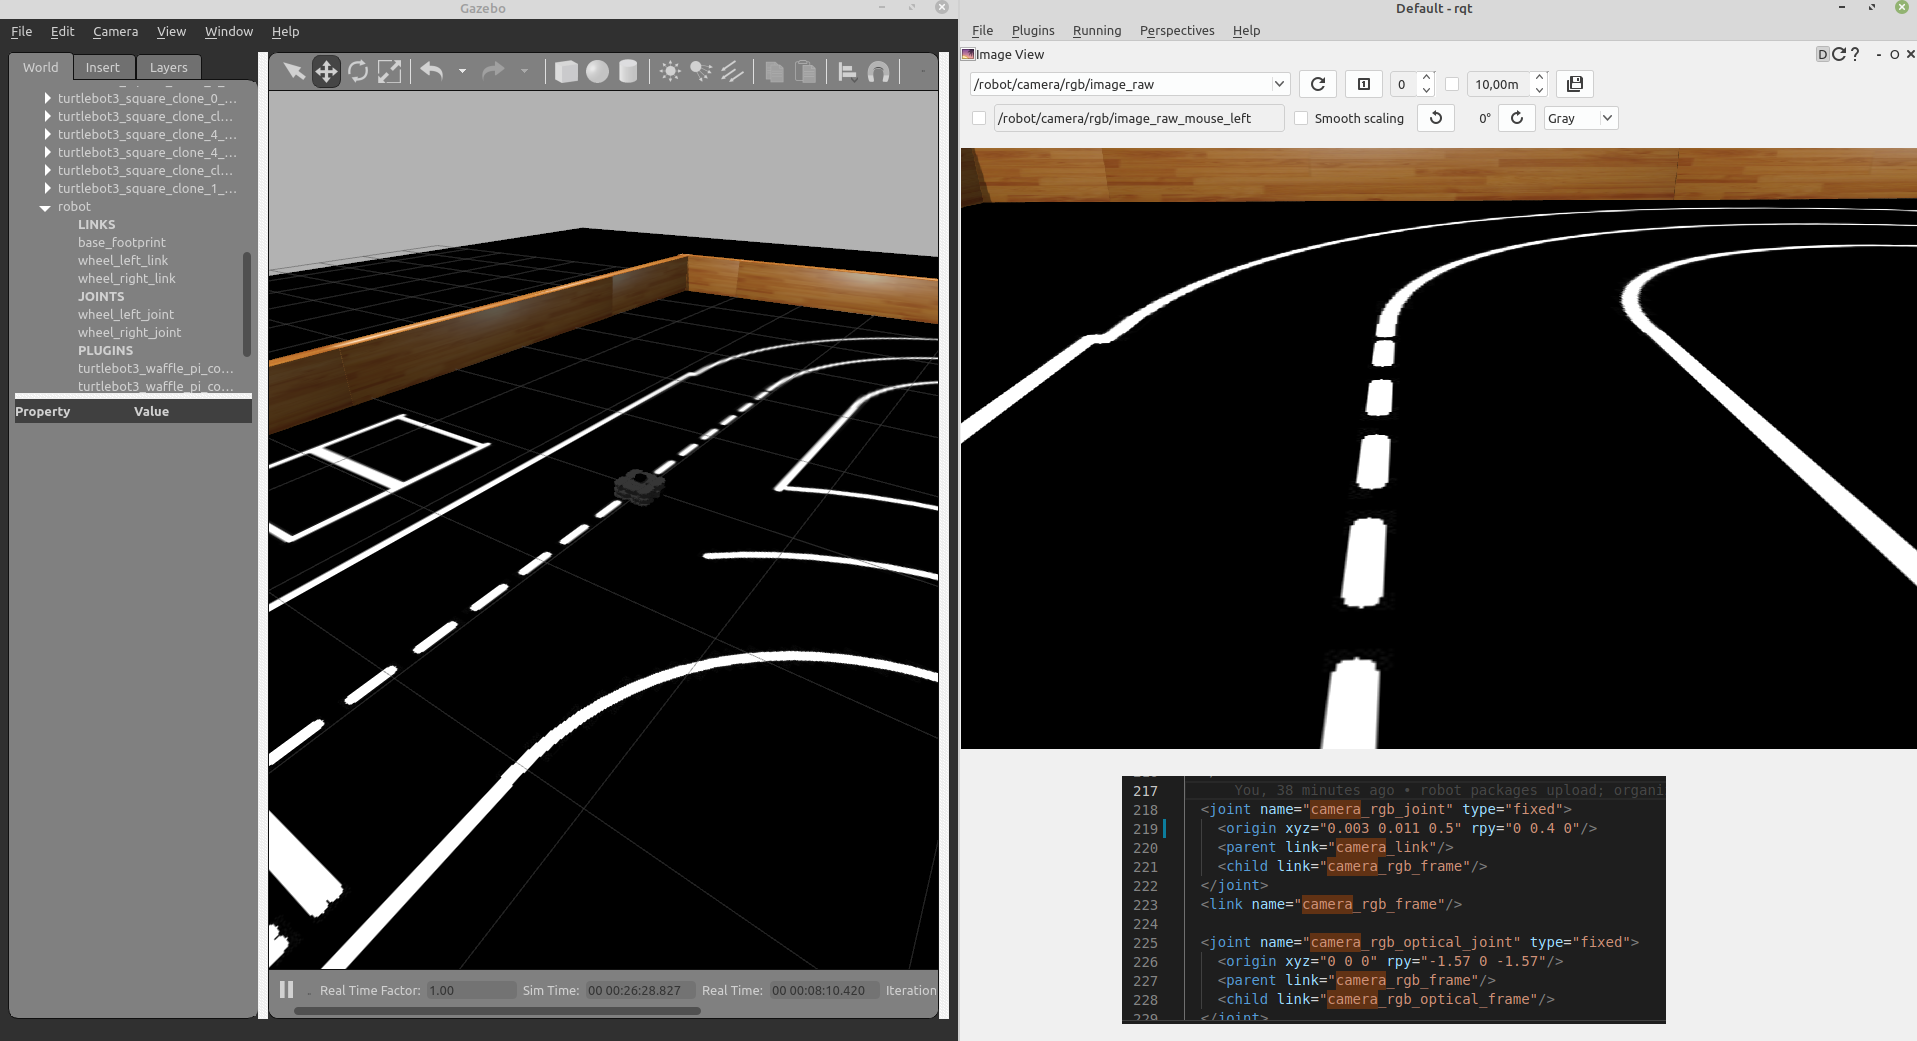 Gazebo
File Edit Camera View Window Help
World Insert Layers
turtlebot3_square_clone_0_...
turtlebot3_square_clone_cl...
turtlebot3_square_clone_4_...
turtlebot3_square_clone_4_...
turtlebot3_square_clone_cl...
turtlebot3_square_clone_1_...
robot
LINKS
base_footprint
wheel_left_link
wheel_right_link
JOINTS
wheel_left_joint
wheel_right_joint
PLUGINS
turtlebot3_waffle_pi_co...
turtlebot3_waffle_pi_co...
Property Value
Real Time Factor: 1.00 Sim Time: 00 00:26:28.827 Real Time: 00 00:08:10.420 Iteration
Default - rqt
File Plugins Running Perspectives Help
Image View D ? - O
/robot/camera/rgb/image_raw 1 0 10,00m
/robot/camera/rgb/image_raw_mouse_left Smooth scaling 0° Gray
217 You, 38 minutes ago • robot packages upload; organi
218 <joint name="camera_rgb_joint" type="fixed">
219 <origin xyz="0.003 0.011 0.5" rpy="0 0.4 0"/>
220 <parent link="camera_link"/>
221 <child link="camera_rgb_frame"/>
222 </joint>
223 <link name="camera_rgb_frame"/>
224
225 <joint name="camera_rgb_optical_joint" type="fixed">
226 <origin xyz="0 0 0" rpy="-1.57 0 -1.57"/>
227 <parent link="camera_rgb_frame"/>
228 <child link="camera_rgb_optical_frame"/>
229 </joint>